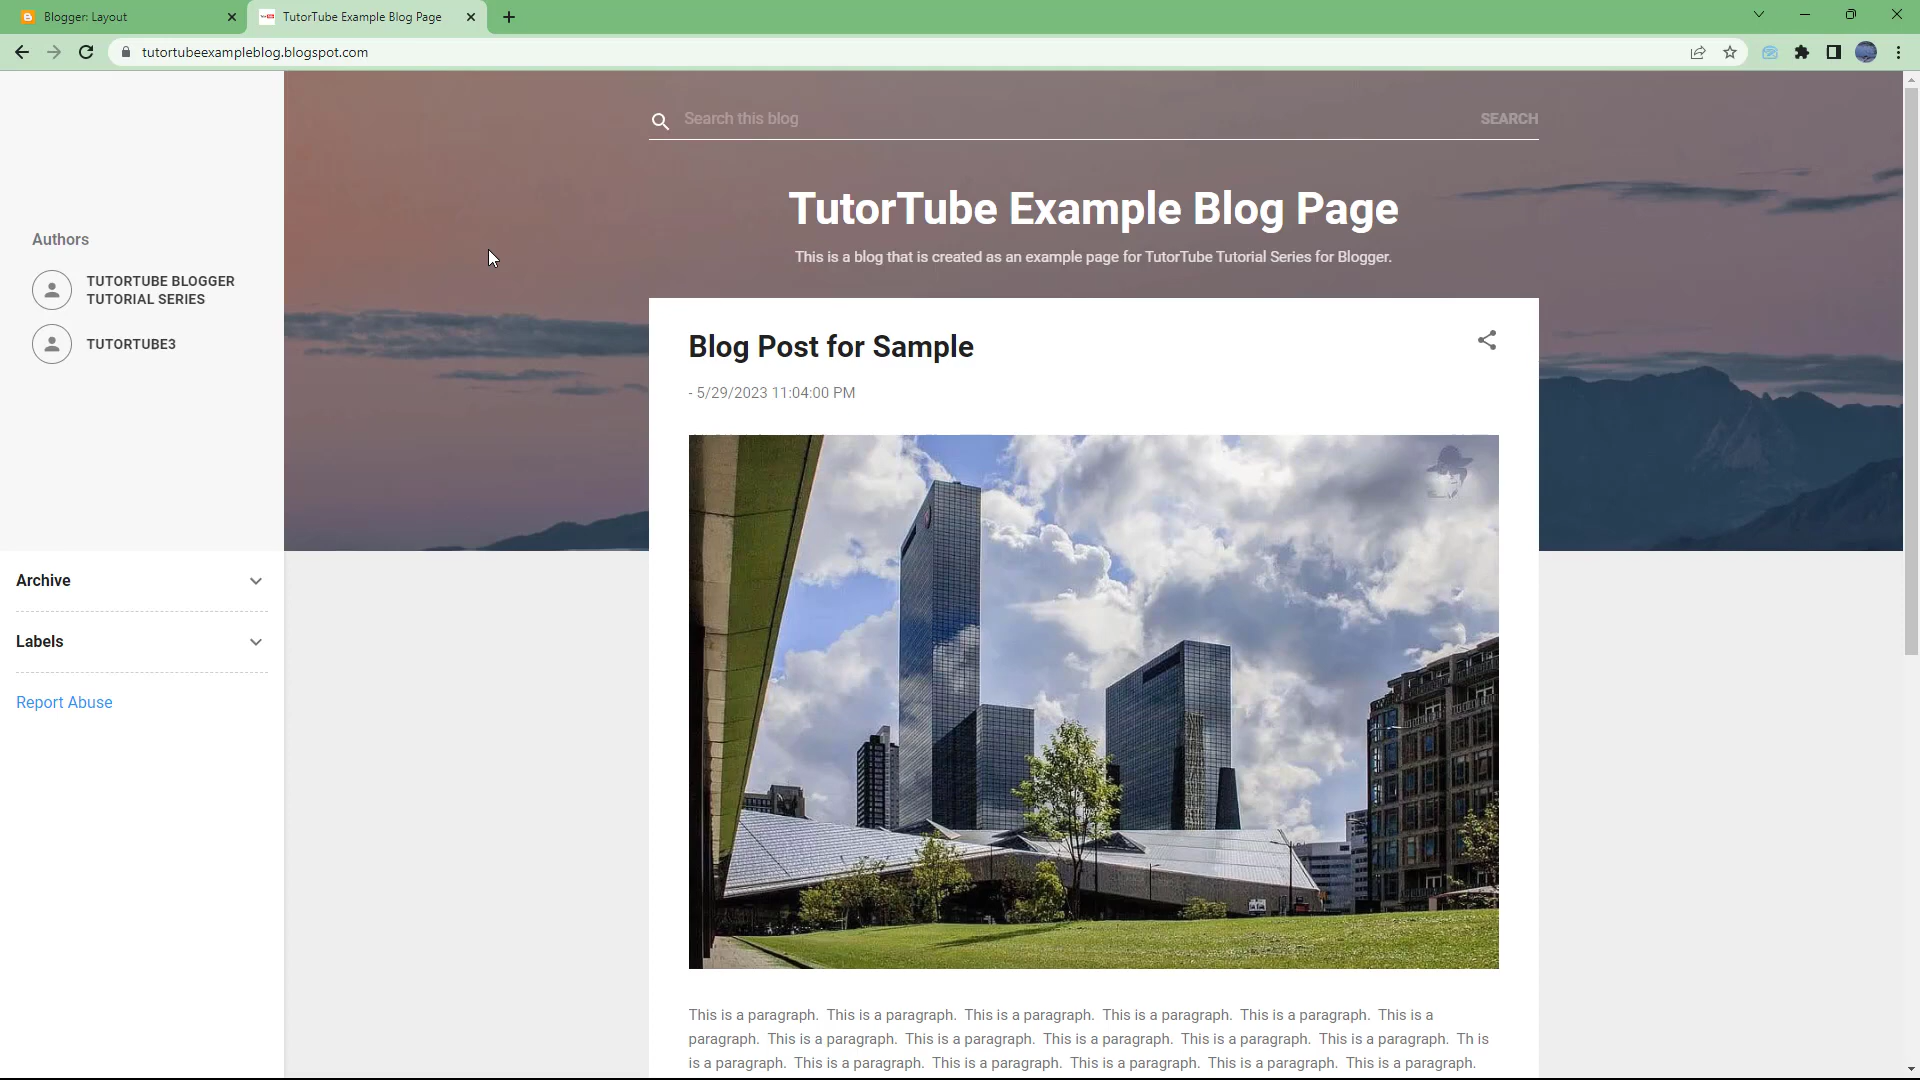 Blogger: Layout
TutorTube Example Blog Page
tutortubeexampleblog.blogspot.com
Search this blog
SEARCH
TutorTube Example Blog Page
This is a blog that is created as an example page for TutorTube Tutorial Series for Blogger.
Authors
TUTORTUBE BLOGGER
TUTORIAL SERIES
TUTORTUBE3
Archive
Labels
Report Abuse
Blog Post for Sample
- 5/29/2023 11:04:00 PM
This is a paragraph.  This is a paragraph.  This is a paragraph.  This is a paragraph.  This is a paragraph.  This is a
paragraph.  This is a paragraph.  This is a paragraph.  This is a paragraph.  This is a paragraph.  This is a paragraph.  Th is
is a paragraph.  This is a paragraph.  This is a paragraph.  This is a paragraph.  This is a paragraph.  This is a paragraph.